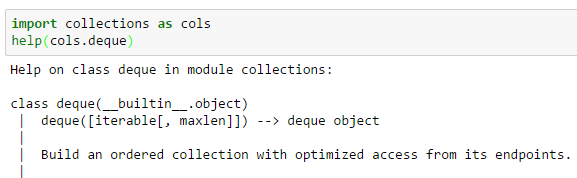 import collections as cols
help(cols.deque)
Help on class deque in module collections:
class deque(__builtin__.object)
 |  deque([iterable[, maxlen]]) --> deque object
 |
 |  Build an ordered collection with optimized access from its endpoints.
 |